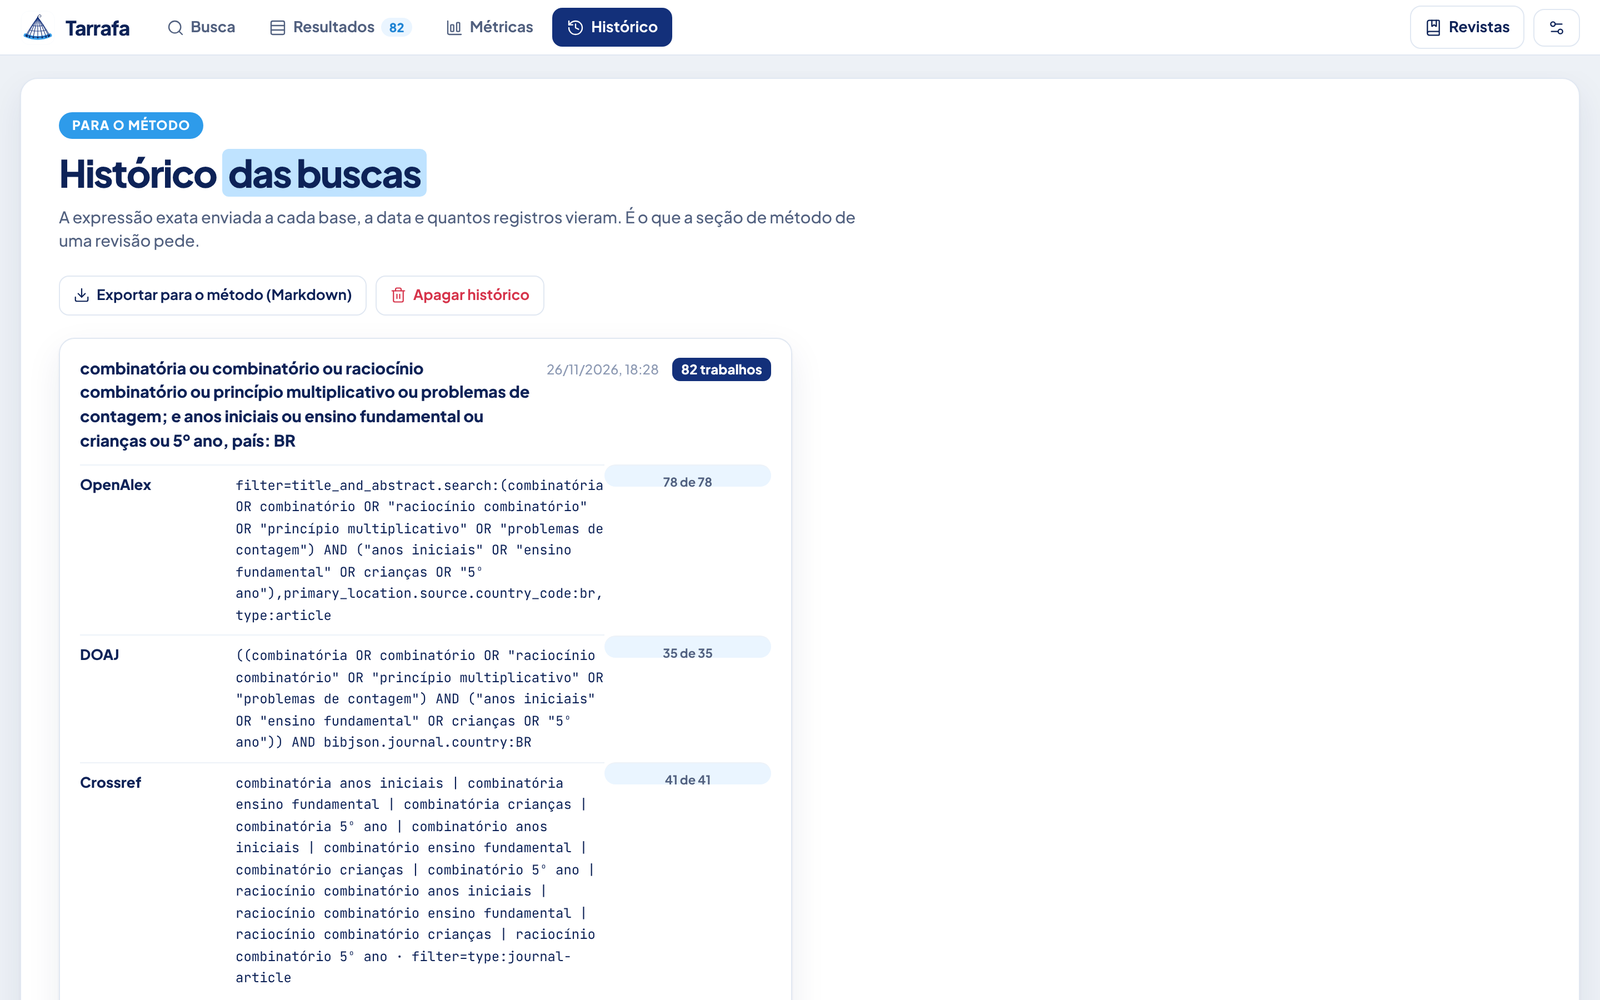 Tarrafa
Busca
Resultados 82
Métricas
Histórico
Revistas
PARA O MÉTODO
Histórico das buscas
A expressão exata enviada a cada base, a data e quantos registros vieram. É o que a seção de método de
uma revisão pede.
Exportar para o método (Markdown)
Apagar histórico
combinatória ou combinatório ou raciocínio
combinatório ou princípio multiplicativo ou problemas de
contagem; e anos iniciais ou ensino fundamental ou
crianças ou 5º ano, país: BR
26/11/2026, 18:28
82 trabalhos
OpenAlex
filter=title_and_abstract.search:(combinatória
OR combinatório OR "raciocínio combinatório"
OR "princípio multiplicativo" OR "problemas de
contagem") AND ("anos iniciais" OR "ensino
fundamental" OR crianças OR "5º
ano"),primary_location.source.country_code:br,
type:article
78 de 78
DOAJ
((combinatória OR combinatório OR "raciocínio
combinatório" OR "princípio multiplicativo" OR
"problemas de contagem") AND ("anos iniciais"
OR "ensino fundamental" OR crianças OR "5º
ano")) AND bibjson.journal.country:BR
35 de 35
Crossref
combinatória anos iniciais | combinatória
ensino fundamental | combinatória crianças |
combinatória 5º ano | combinatório anos
iniciais | combinatório ensino fundamental |
combinatório crianças | combinatório 5º ano |
raciocínio combinatório anos iniciais |
raciocínio combinatório ensino fundamental |
raciocínio combinatório crianças | raciocínio
combinatório 5º ano · filter=type:journal-
article
41 de 41